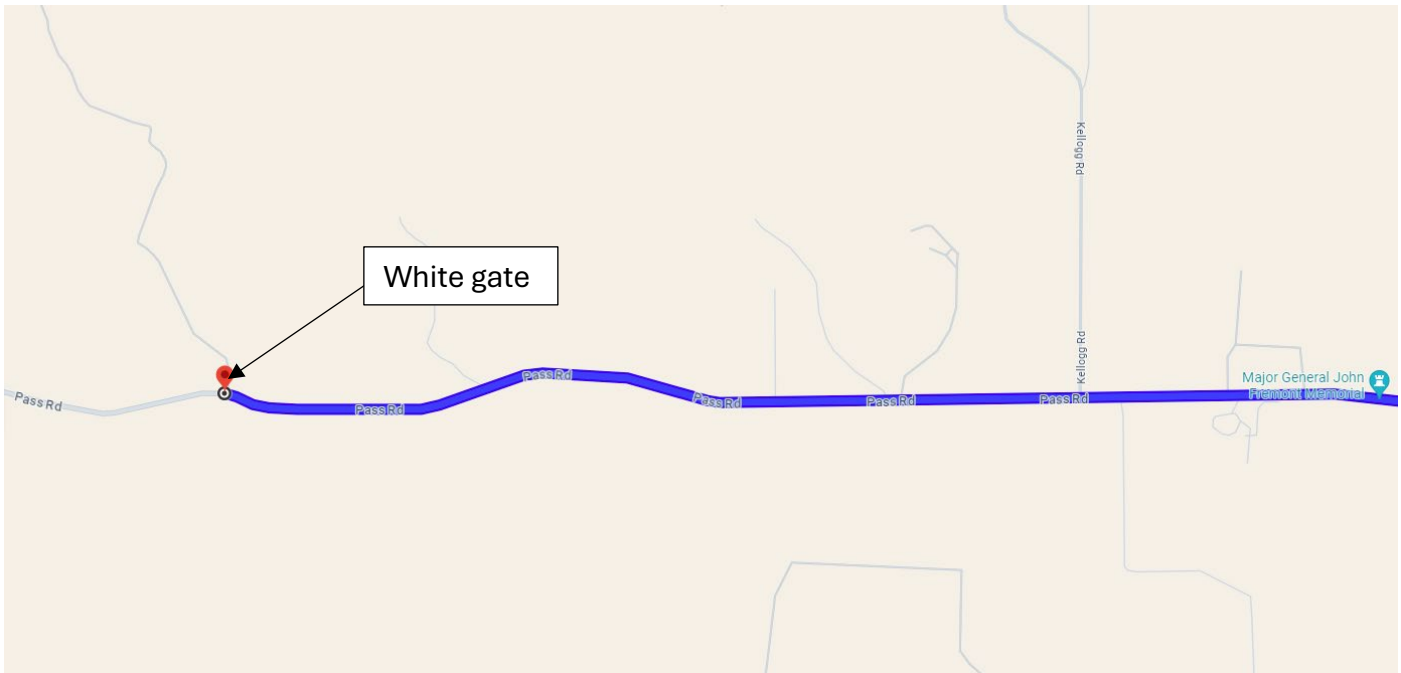 Kellogg Rd
White gate
Kellogg Rd
Pass Rd
Major General John
Fremont Memorial
Pass Rd
Pass Rd
Pass Rd
Pass Rd
Pass Rd